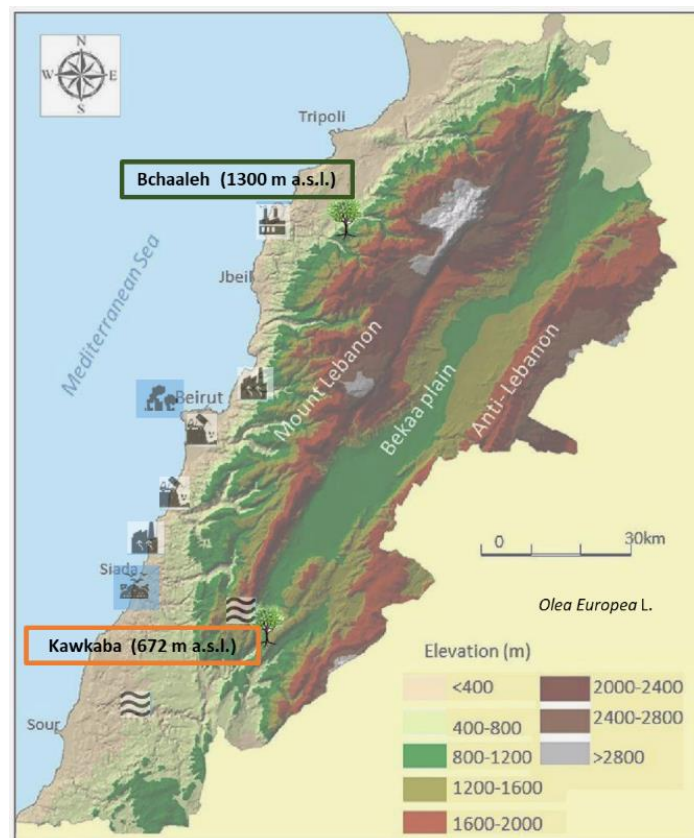 N
W
E
S
Tripoli
Bchaaleh (1300 m a.s.l.)
Jbeil
Mediterranean Sea
Mount Lebanon
Beirut
Bekaa plain
Anti-Lebanon
0 30km
Siada
Olea Europea L.
Kawkaba (672 m a.s.l.)
Sour
Elevation (m)
<400
400-800
800-1200
1200-1600
1600-2000
2000-2400
2400-2800
>2800